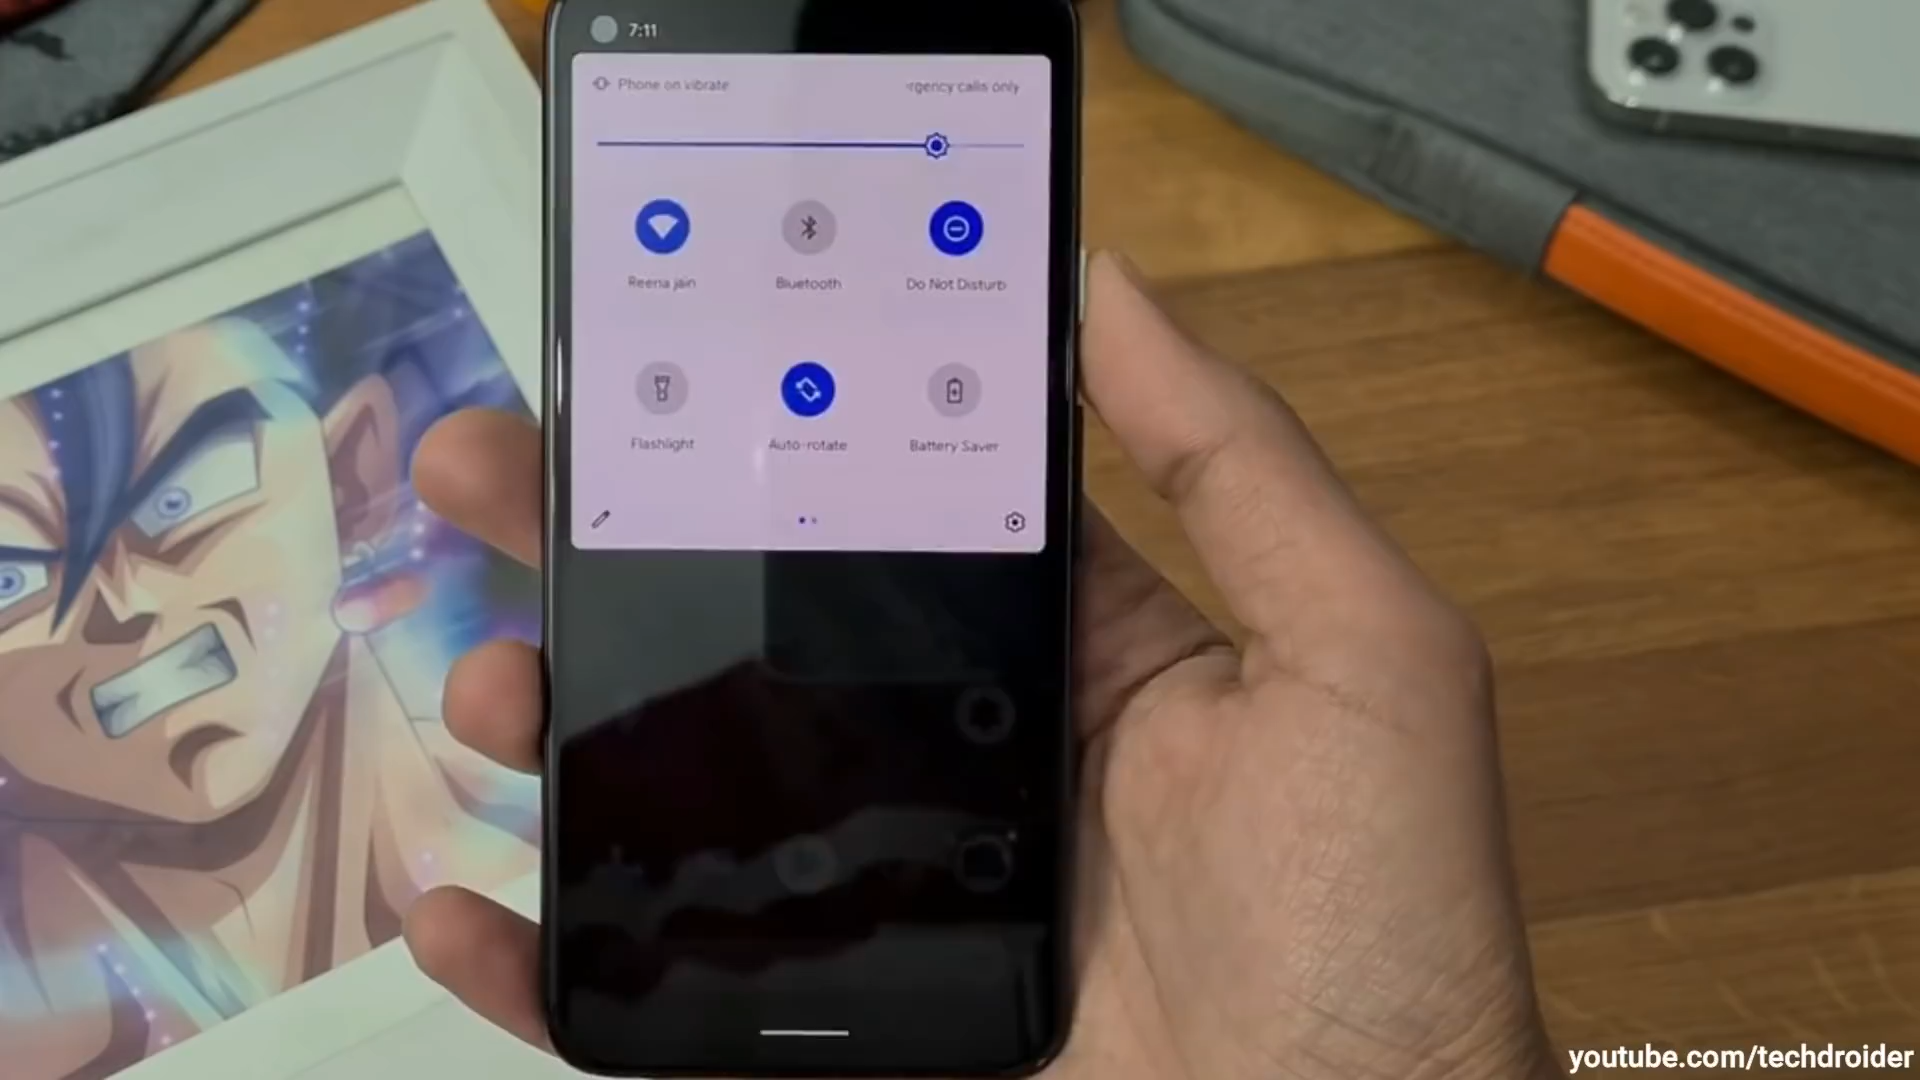 7:11
Phone on vibrate
rgency calls only
Reena jain
Bluetooth
Do Not Disturb
Flashlight
Auto-rotate
Battery Saver
youtube.com/techdroider